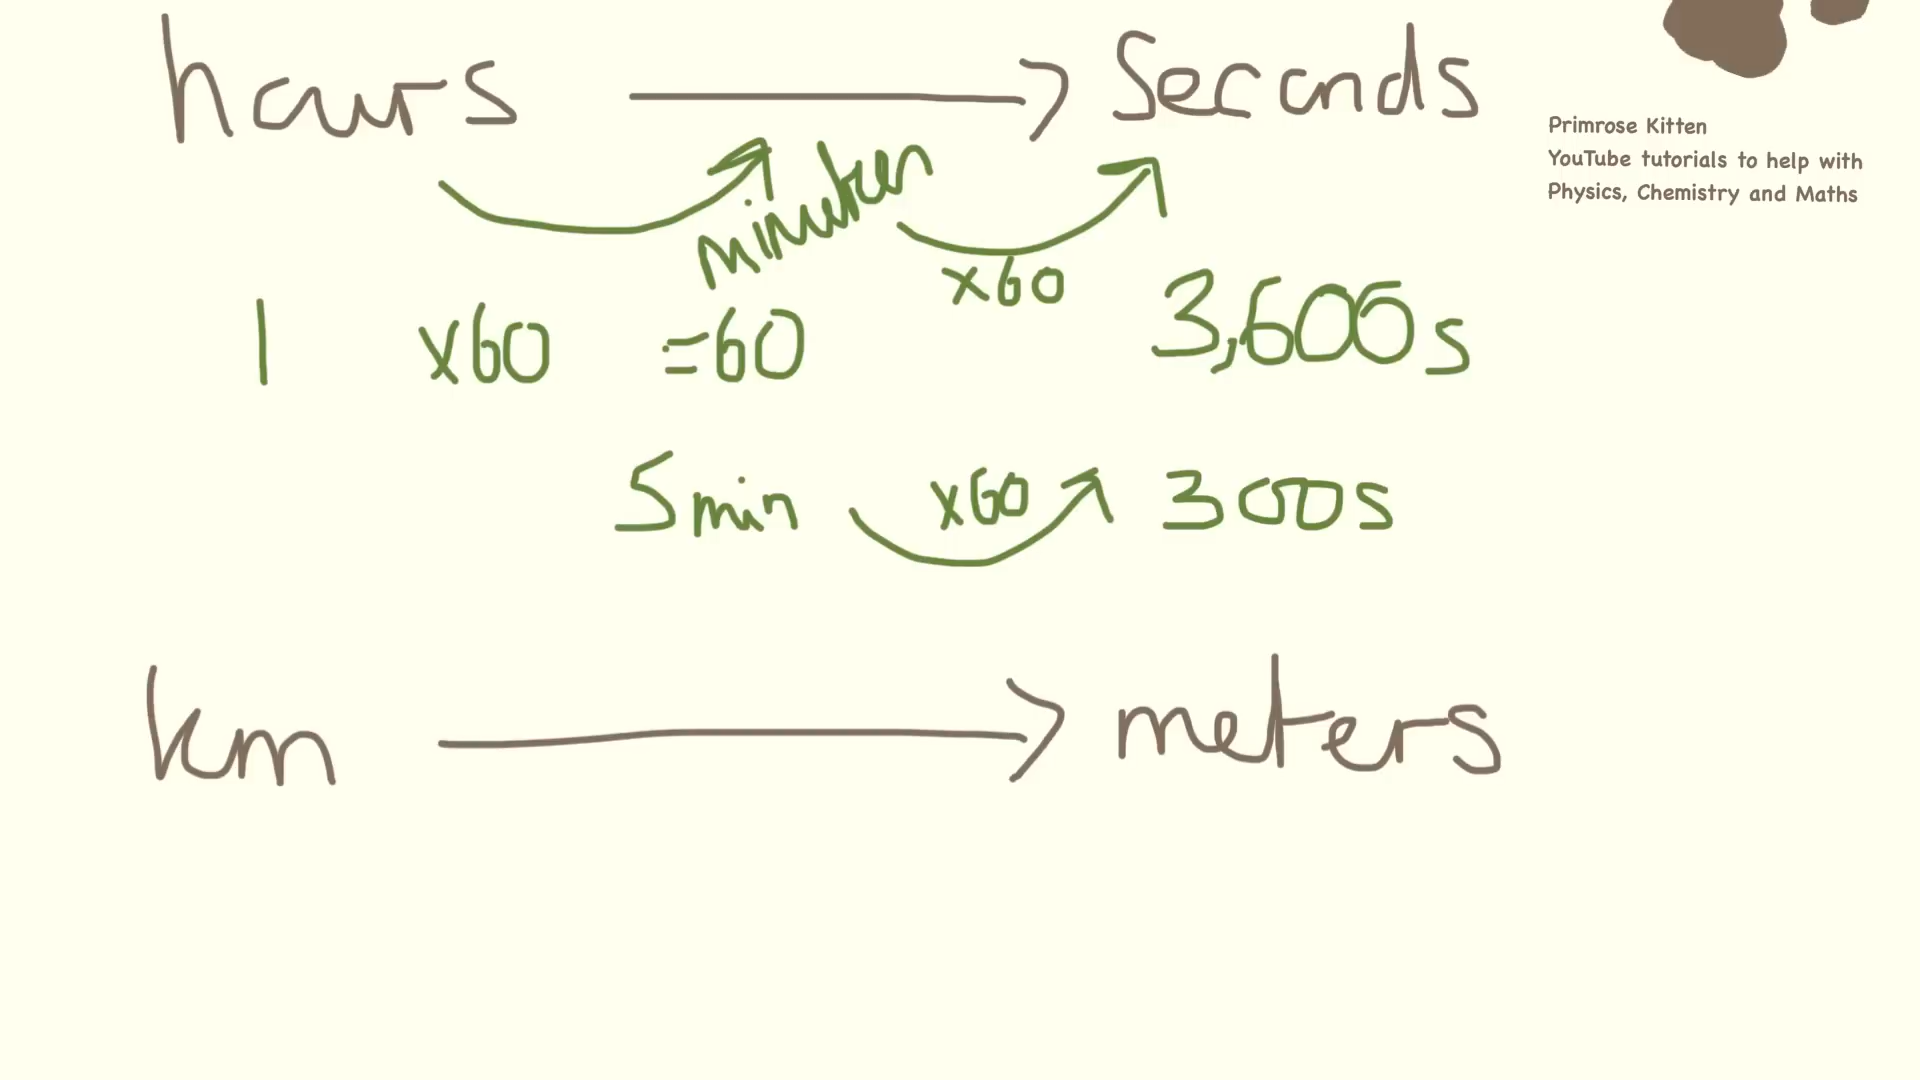 hours → Seconds
Primrose Kitten
YouTube tutorials to help with
Physics, Chemistry and Maths
minutes
x60
1 x60 =60 3,600s
5min x60 300s
km → meters